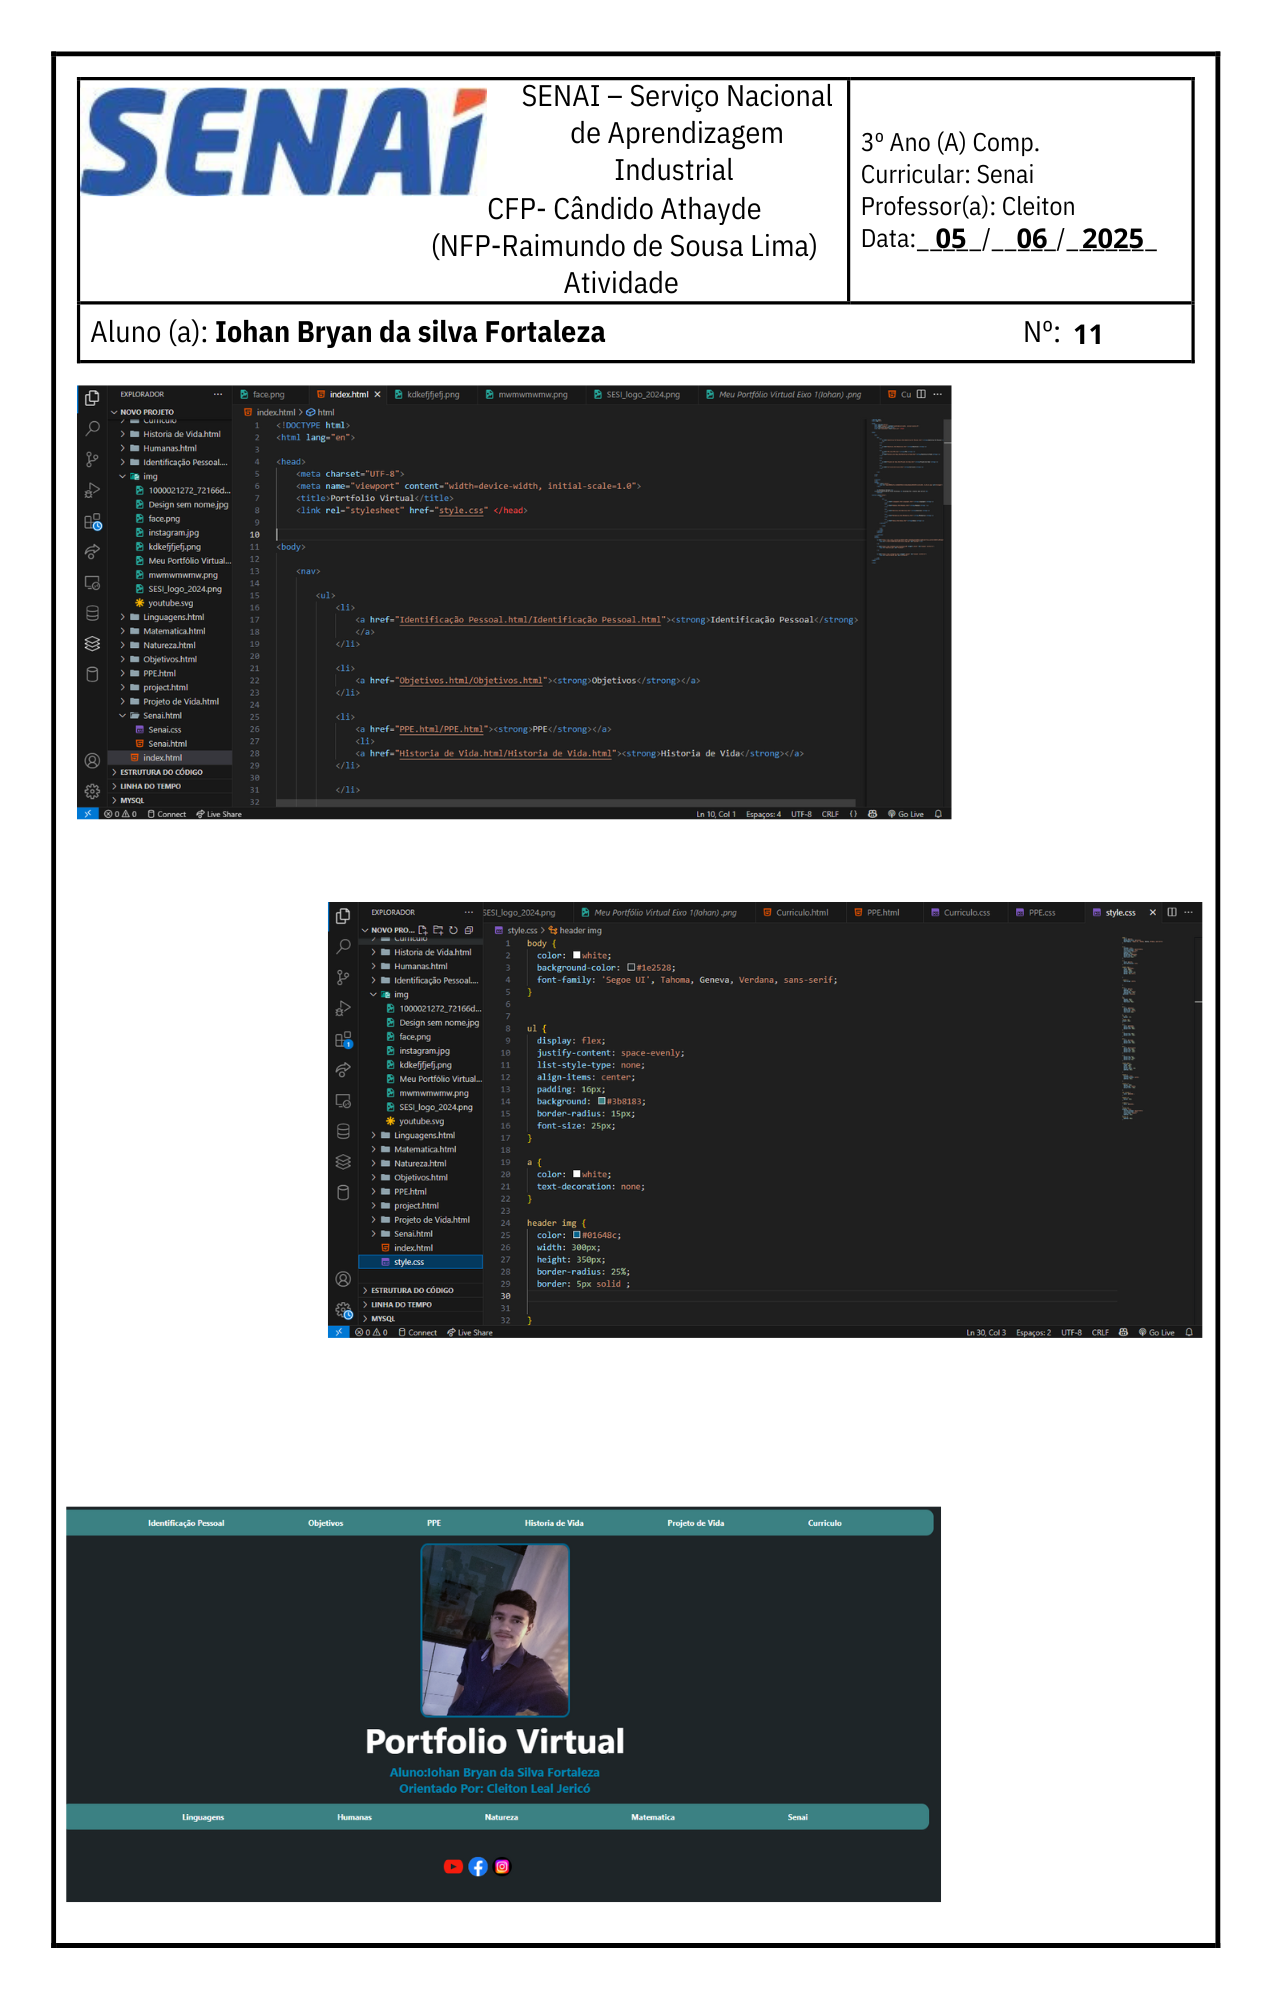 SENAI
SENAI – Serviço Nacional
de Aprendizagem
Industrial
CFP- Cândido Athayde
(NFP-Raimundo de Sousa Lima)
Atividade
3º Ano (A) Comp.
Curricular: Senai
Professor(a): Cleiton
Data:__05__/__06__/__2025__
Aluno (a): Iohan Bryan da silva Fortaleza Nº: 11
EXPLORADOR ··· face.png index.html × kdkefjfjefj.png mwmwmwmw.png SESI_logo_2024.png Meu Portfólio Virtual Eixo 1(Iohan) .png Cu ···
NOVO PROJETO
index.html > html
Curriculo
Historia de Vida.html
Humanas.html
Identificação Pessoal....
img
1000021272_72166d...
Design sem nome.jpg
face.png
instagram.jpg
kdkefjfjefj.png
Meu Portfólio Virtual...
mwmwmwmw.png
SESI_logo_2024.png
youtube.svg
Linguagens.html
Matematica.html
Natureza.html
Objetivos.html
PPE.html
project.html
Projeto de Vida.html
Senai.html
Senai.css
Senai.html
index.html
ESTRUTURA DO CÓDIGO
LINHA DO TEMPO
MYSQL
1 <!DOCTYPE html>
2 <html lang="en">
3
4 <head>
5 <meta charset="UTF-8">
6 <meta name="viewport" content="width=device-width, initial-scale=1.0">
7 <title>Portfolio Virtual</title>
8 <link rel="stylesheet" href="style.css" </head>
9
10
11 <body>
12
13 <nav>
14
15 <ul>
16 <li>
17 <a href="Identificação Pessoal.html/Identificação Pessoal.html"><strong>Identificação Pessoal</strong>
18 </a>
19 </li>
20
21 <li>
22 <a href="Objetivos.html/Objetivos.html"><strong>Objetivos</strong></a>
23 </li>
24
25 <li>
26 <a href="PPE.html/PPE.html"><strong>PPE</strong></a>
27 <li>
28 <a href="Historia de Vida.html/Historia de Vida.html"><strong>Historia de Vida</strong></a>
29 </li>
30
31 </li>
32
0 0 Connect Live Share Ln 10, Col 1 Espaços: 4 UTF-8 CRLF {} Go Live
EXPLORADOR ··· SESI_logo_2024.png Meu Portfólio Virtual Eixo 1(Iohan) .png Curriculo.html PPE.html Curriculo.css PPE.css style.css × ···
NOVO PRO...
style.css > header img
Curriculo
Historia de Vida.html
Humanas.html
Identificação Pessoal....
img
1000021272_72166d...
Design sem nome.jpg
face.png
instagram.jpg
kdkefjfjefj.png
Meu Portfólio Virtual...
mwmwmwmw.png
SESI_logo_2024.png
youtube.svg
Linguagens.html
Matematica.html
Natureza.html
Objetivos.html
PPE.html
project.html
Projeto de Vida.html
Senai.html
index.html
style.css
ESTRUTURA DO CÓDIGO
LINHA DO TEMPO
MYSQL
1 body {
2 color: white;
3 background-color: #1e2528;
4 font-family: 'Segoe UI', Tahoma, Geneva, Verdana, sans-serif;
5 }
6
7
8 ul {
9 display: flex;
10 justify-content: space-evenly;
11 list-style-type: none;
12 align-items: center;
13 padding: 16px;
14 background: #3b8183;
15 border-radius: 15px;
16 font-size: 25px;
17 }
18
19 a {
20 color: white;
21 text-decoration: none;
22 }
23
24 header img {
25 color: #01648c;
26 width: 300px;
27 height: 350px;
28 border-radius: 25%;
29 border: 5px solid ;
30
31
32 }
0 0 Connect Live Share Ln 30, Col 3 Espaços: 2 UTF-8 CRLF Go Live
Identificação Pessoal Objetivos PPE Historia de Vida Projeto de Vida Curriculo
Portfolio Virtual
Aluno:Iohan Bryan da Silva Fortaleza
Orientado Por: Cleiton Leal Jericó
Linguagens Humanas Natureza Matematica Senai